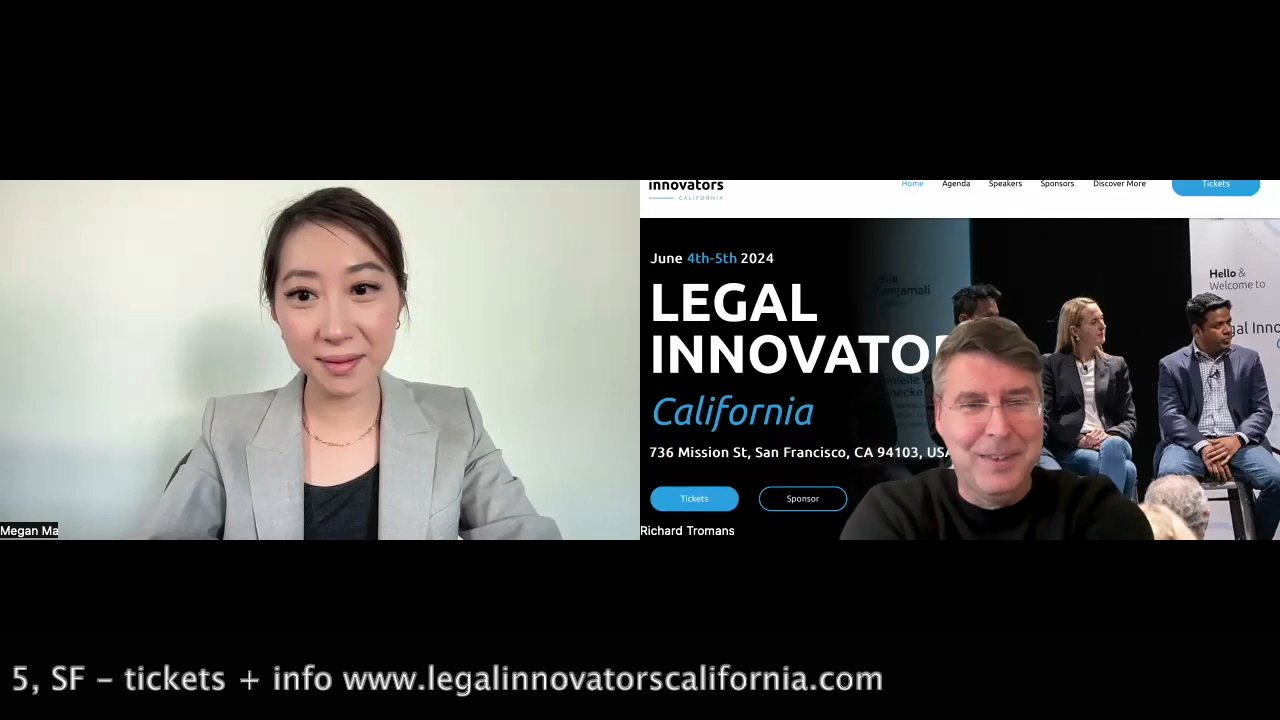 innovators
CALIFORNIA
Home Agenda Speakers Sponsors Discover More Tickets
June 4th-5th 2024
Hello &
Welcome to
LEGAL
INNOVATO
California
736 Mission St, San Francisco, CA 94103, USA
Tickets Sponsor
Megan Ma
Richard Tromans
5, SF – tickets + info www.legalinnovatorscalifornia.com